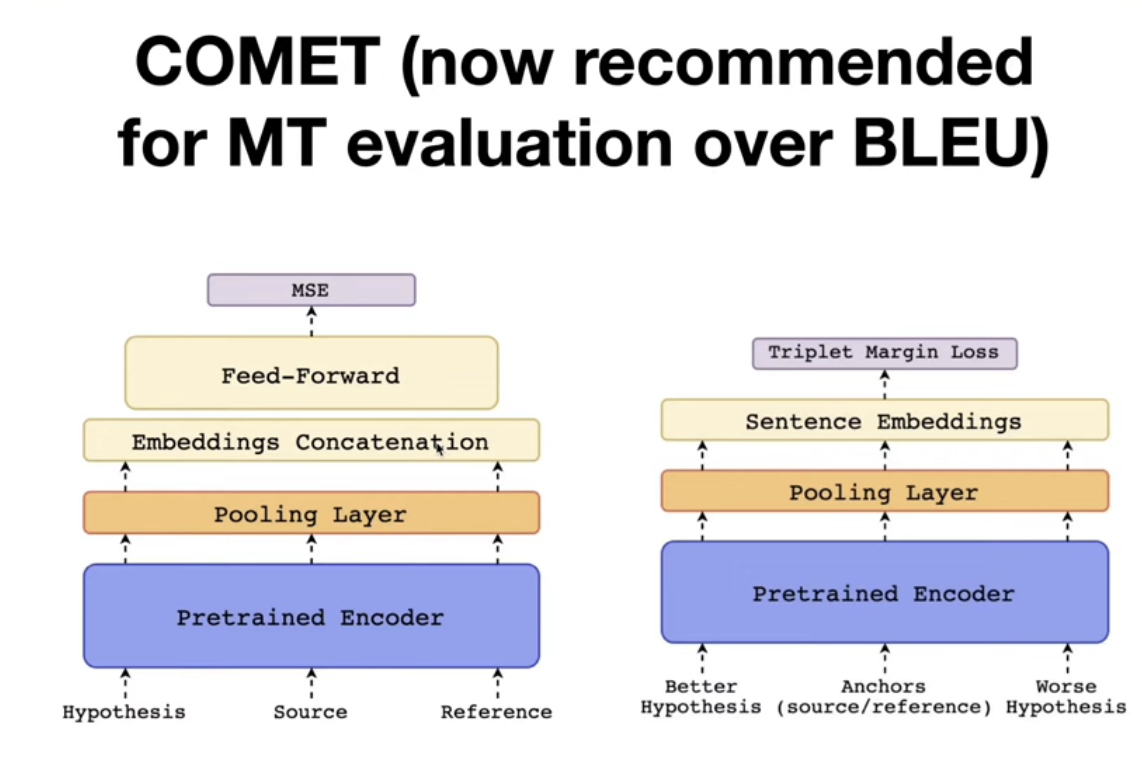 COMET (now recommended
for MT evaluation over BLEU)
MSE
Feed-Forward
Embeddings Concatenation
Pooling Layer
Pretrained Encoder
Hypothesis Source Reference
Triplet Margin Loss
Sentence Embeddings
Pooling Layer
Pretrained Encoder
Better Anchors Worse
Hypothesis (source/reference) Hypothesis